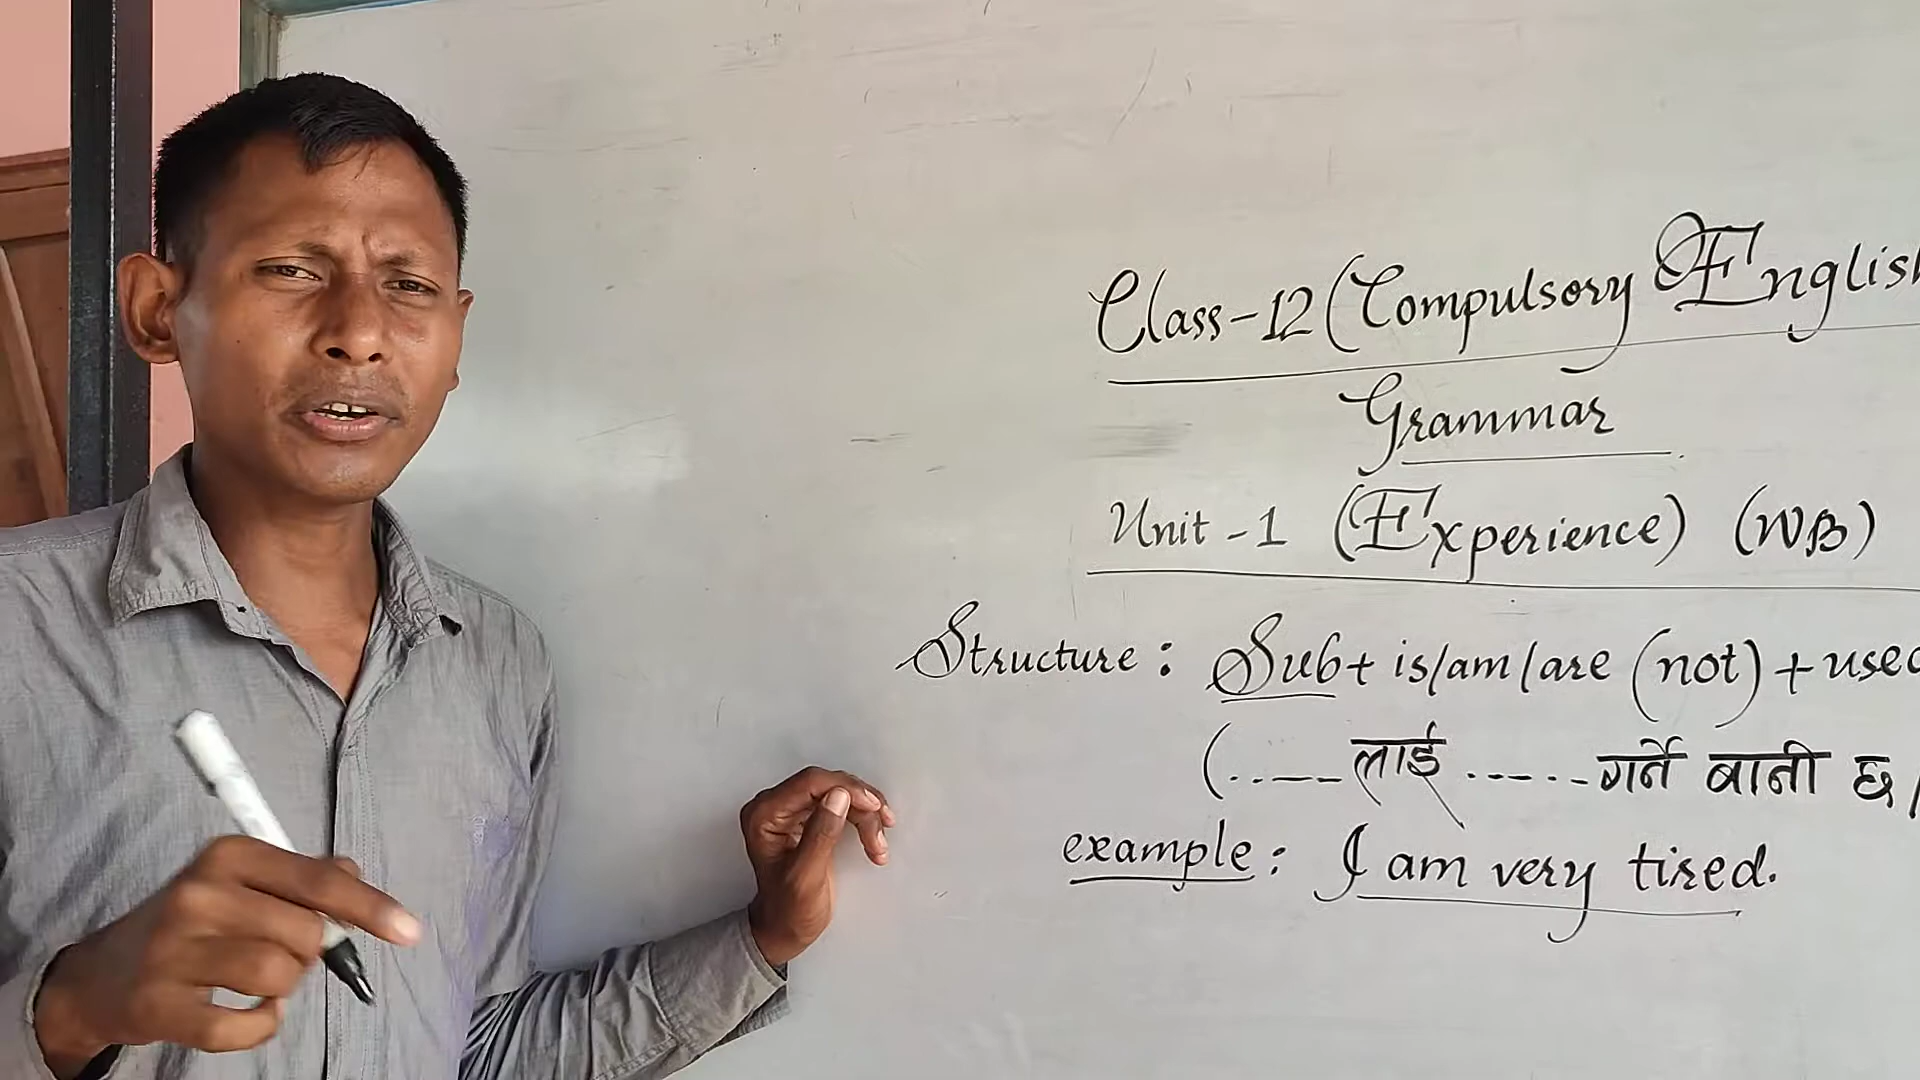 Class-12 (Compulsory English
Grammar
Unit-1 (Experience) (WB)
Structure : Sub + is/am/are (not) + used
(..--- लाई ..---- गर्ने बानी छ।
example : I am very tired.